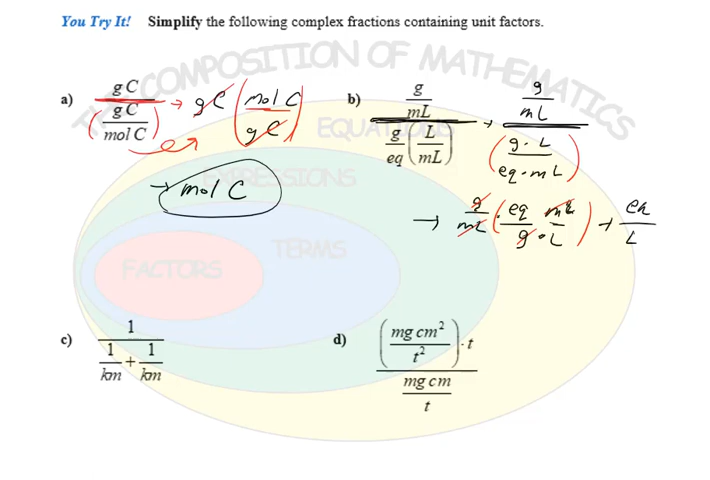 You Try It! Simplify the following complex fractions containing unit factors.
THE COMPOSITION OF MATHEMATICS
EQUATIONS
EXPRESSIONS
TERMS
FACTORS
a) gC / (gC / mol C) → gC (mol C / gC)
→ mol C
b) (g / mL) / (g / eq (L / mL)) → (g / mL) / (g · L / eq · mL)
→ g / mL · (eq / g · mL / L) → eq / L
c) 1 / (1 / km + 1 / km)
d) ((mg cm² / t²) · t) / (mg cm / t)